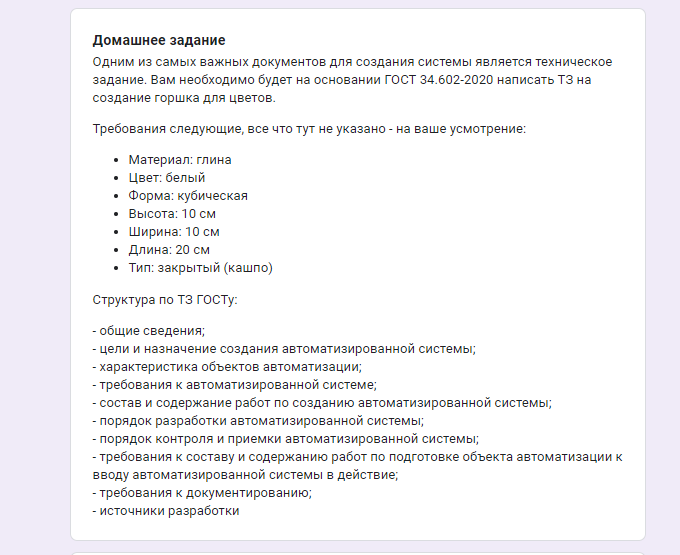 Домашнее задание
Одним из самых важных документов для создания системы является техническое
задание. Вам необходимо будет на основании ГОСТ 34.602-2020 написать ТЗ на
создание горшка для цветов.
Требования следующие, все что тут не указано - на ваше усмотрение:
• Материал: глина
• Цвет: белый
• Форма: кубическая
• Высота: 10 см
• Ширина: 10 см
• Длина: 20 см
• Тип: закрытый (кашпо)
Структура по ТЗ ГОСТу:
- общие сведения;
- цели и назначение создания автоматизированной системы;
- характеристика объектов автоматизации;
- требования к автоматизированной системе;
- состав и содержание работ по созданию автоматизированной системы;
- порядок разработки автоматизированной системы;
- порядок контроля и приемки автоматизированной системы;
- требования к составу и содержанию работ по подготовке объекта автоматизации к
вводу автоматизированной системы в действие;
- требования к документированию;
- источники разработки